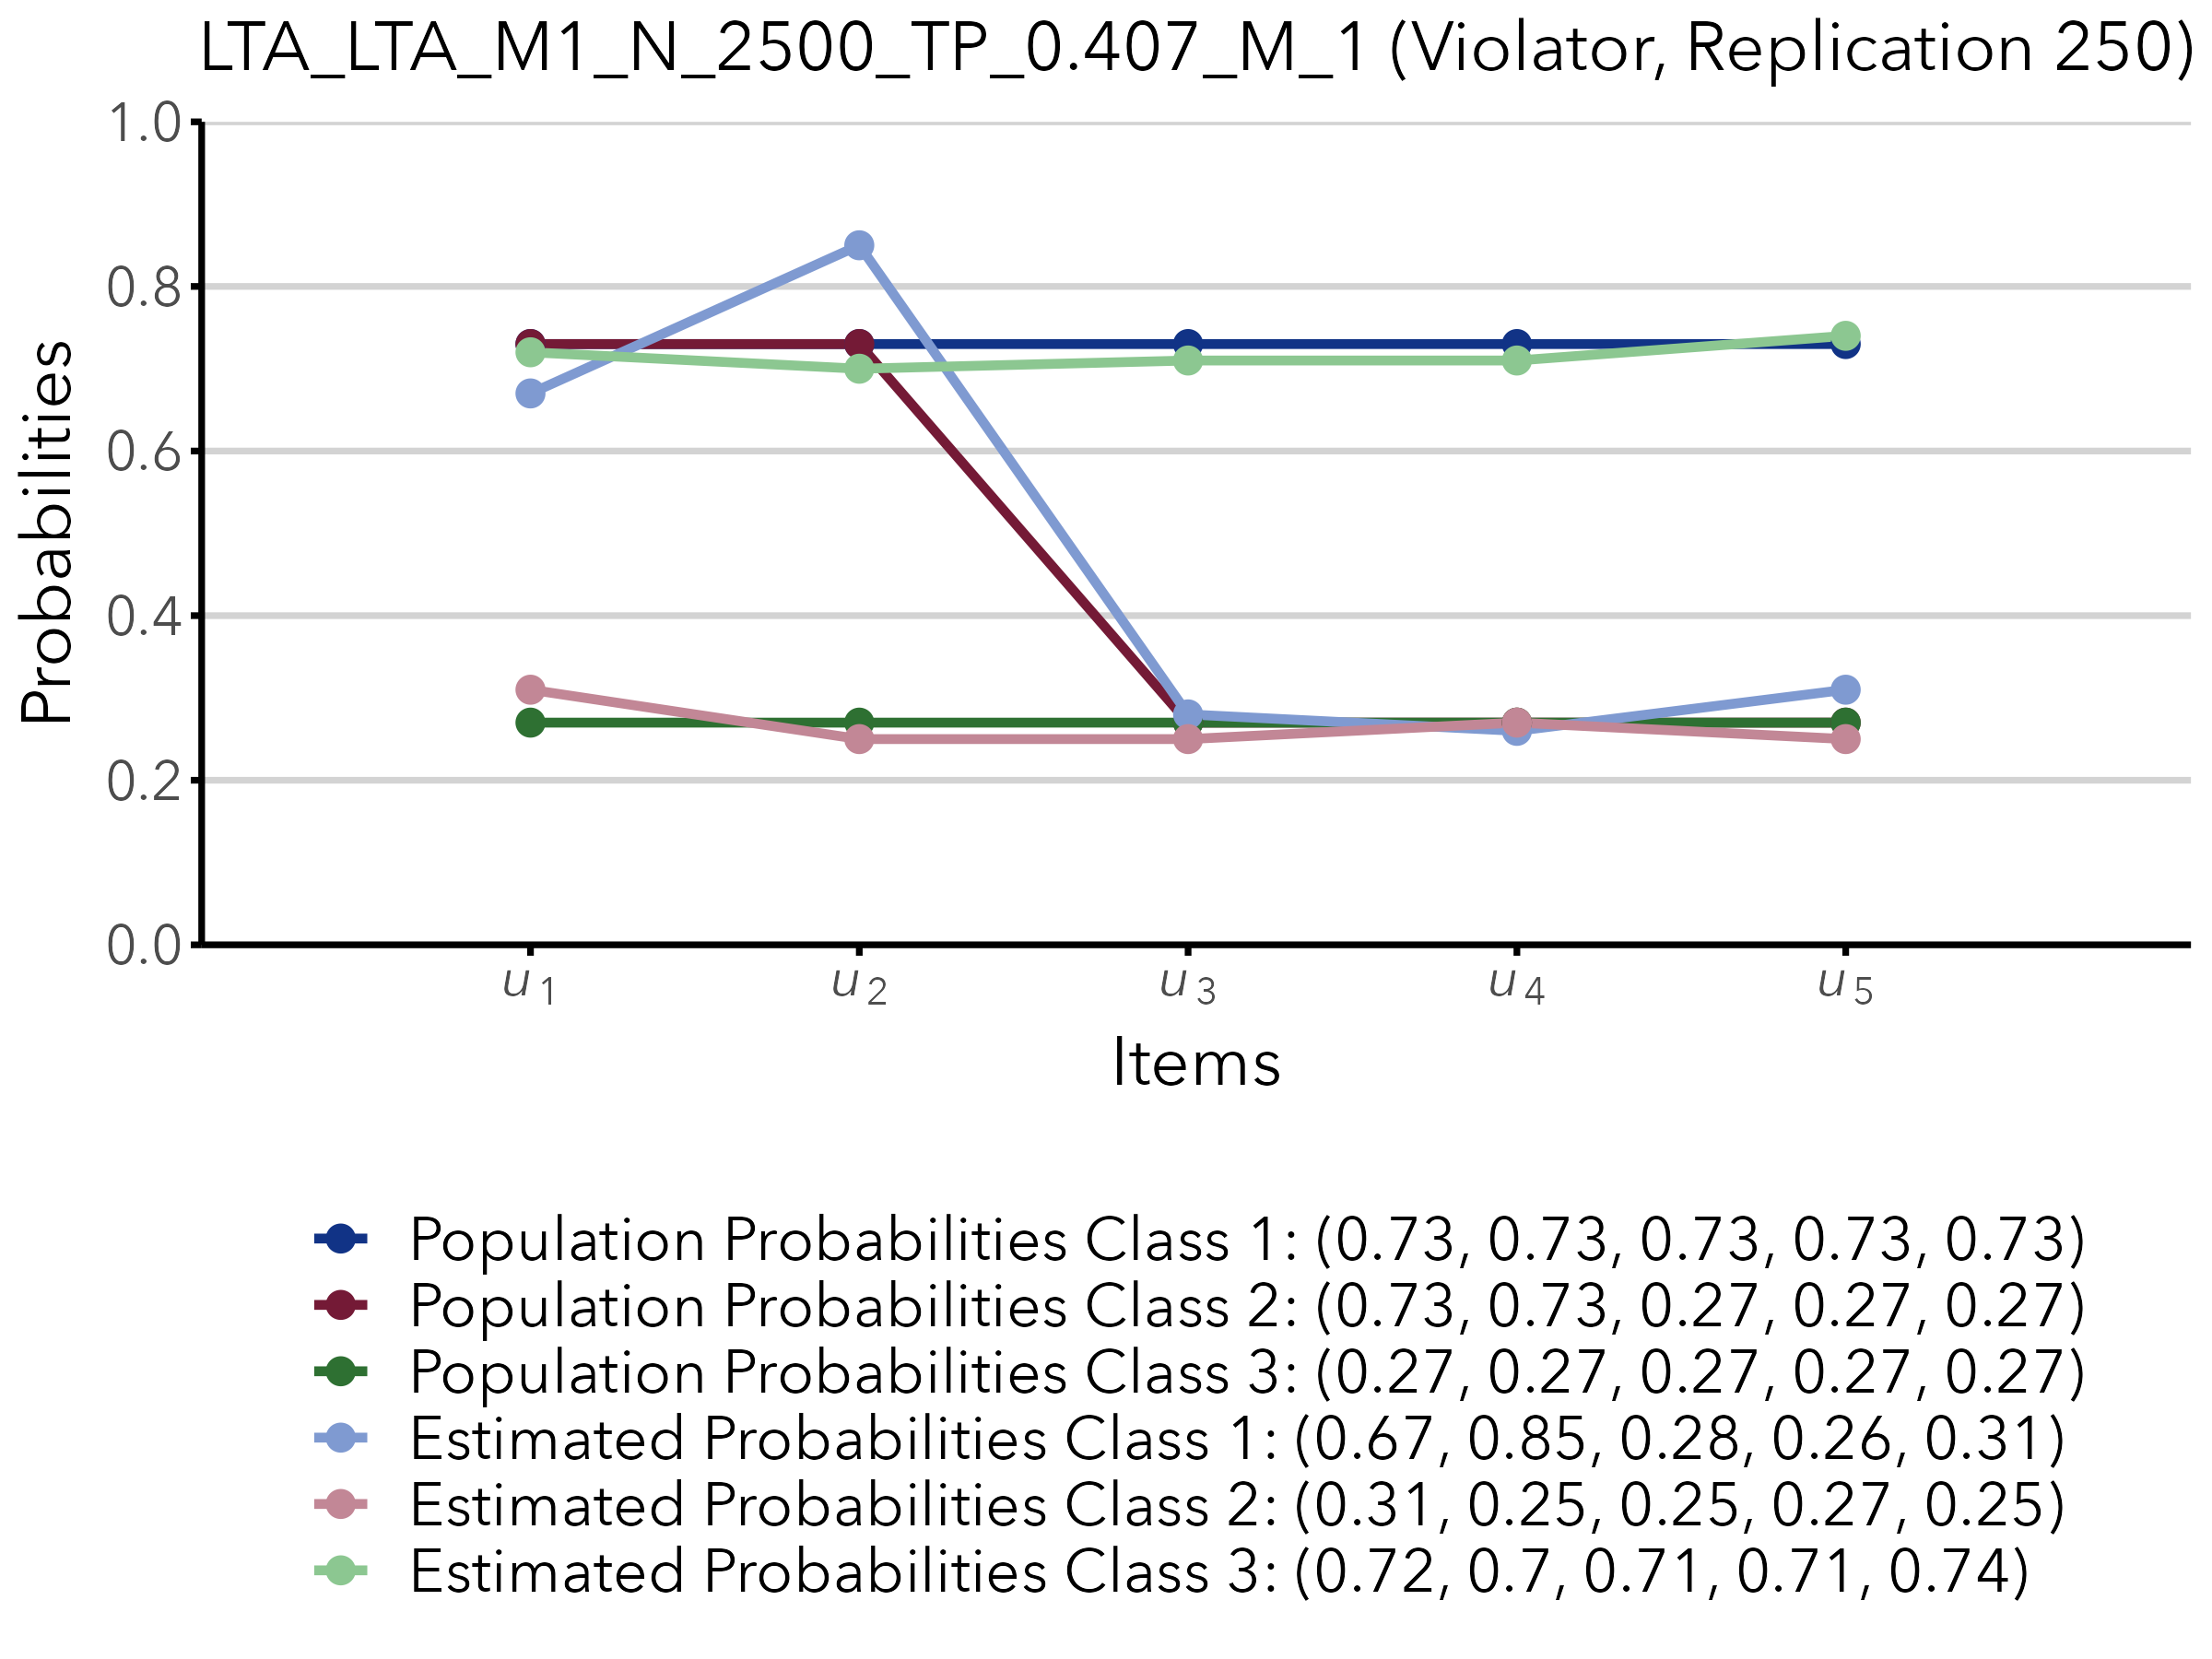 LTA_LTA_M1_N_2500_TP_0.407_M_1 (Violator, Replication 250)
1.0
0.8
0.6
0.4
0.2
0.0
Probabilities
u1
u2
u3
u4
u5
Items
Population Probabilities Class 1: (0.73, 0.73, 0.73, 0.73, 0.73)
Population Probabilities Class 2: (0.73, 0.73, 0.27, 0.27, 0.27)
Population Probabilities Class 3: (0.27, 0.27, 0.27, 0.27, 0.27)
Estimated Probabilities Class 1: (0.67, 0.85, 0.28, 0.26, 0.31)
Estimated Probabilities Class 2: (0.31, 0.25, 0.25, 0.27, 0.25)
Estimated Probabilities Class 3: (0.72, 0.7, 0.71, 0.71, 0.74)